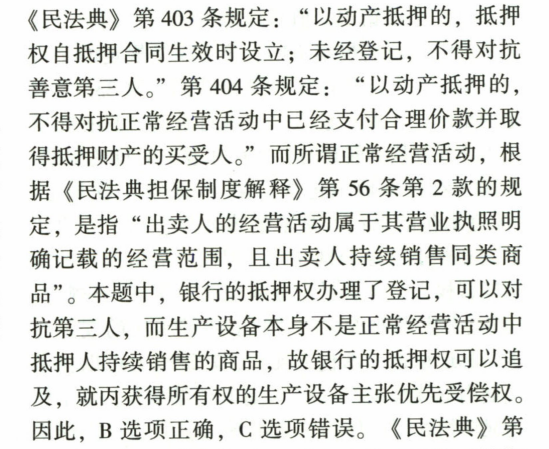 《民法典》第 403 条规定：“以动产抵押的，抵押
权自抵押合同生效时设立；未经登记，不得对抗
善意第三人。”第 404 条规定：“以动产抵押的，
不得对抗正常经营活动中已经支付合理价款并取
得抵押财产的买受人。”而所谓正常经营活动，根
据《民法典担保制度解释》第 56 条第 2 款的规
定，是指“出卖人的经营活动属于其营业执照明
确记载的经营范围，且出卖人持续销售同类商
品”。本题中，银行的抵押权办理了登记，可以对
抗第三人，而生产设备本身不是正常经营活动中
抵押人持续销售的商品，故银行的抵押权可以追
及，就丙获得所有权的生产设备主张优先受偿权。
因此，B 选项正确，C 选项错误。《民法典》第